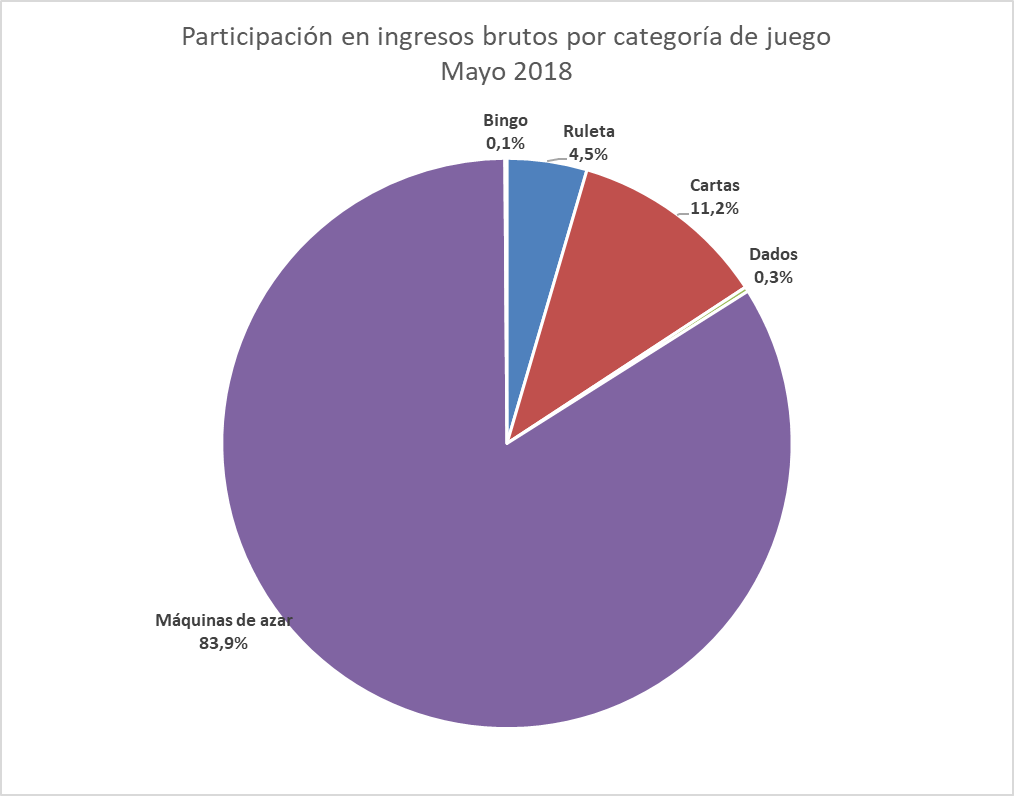 Participación en ingresos brutos por categoría de juego
Mayo 2018
Bingo
0,1%
Ruleta
4,5%
Cartas
11,2%
Dados
0,3%
Máquinas de azar
83,9%